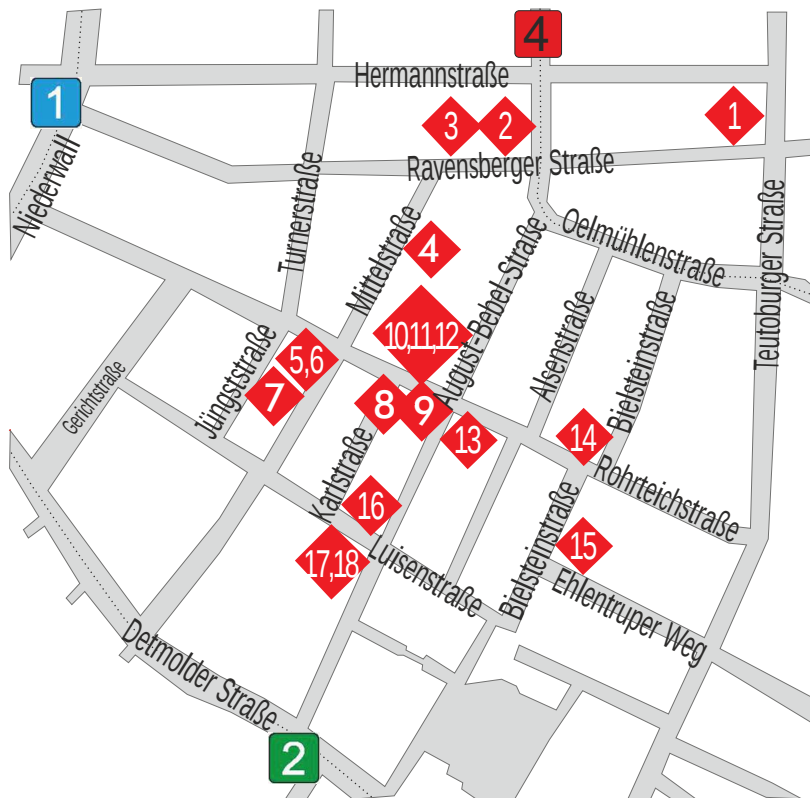 4
Hermannstraße
1
3
2
1
Ravensberger Straße
Niederwall
Turnerstraße
Mittelstraße
4
Oelmühlenstraße
Teutoburger Straße
August-Bebel-Straße
10,11,12
Alsenstraße
Bielsteinstraße
Jüngststraße
5,6
7
Gerichtstraße
8
9
13
14
Rohrteichstraße
Karlstraße
16
Bielsteinstraße
15
17,18
Luisenstraße
Ehlentruper Weg
Detmolder Straße
2